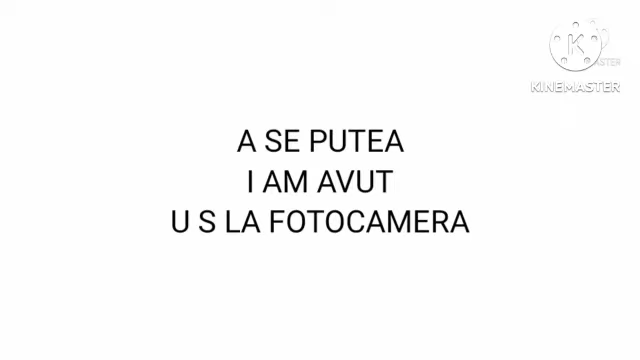 KINEMASTER
A SE PUTEA
I AM AVUT
U S LA FOTOCAMERA